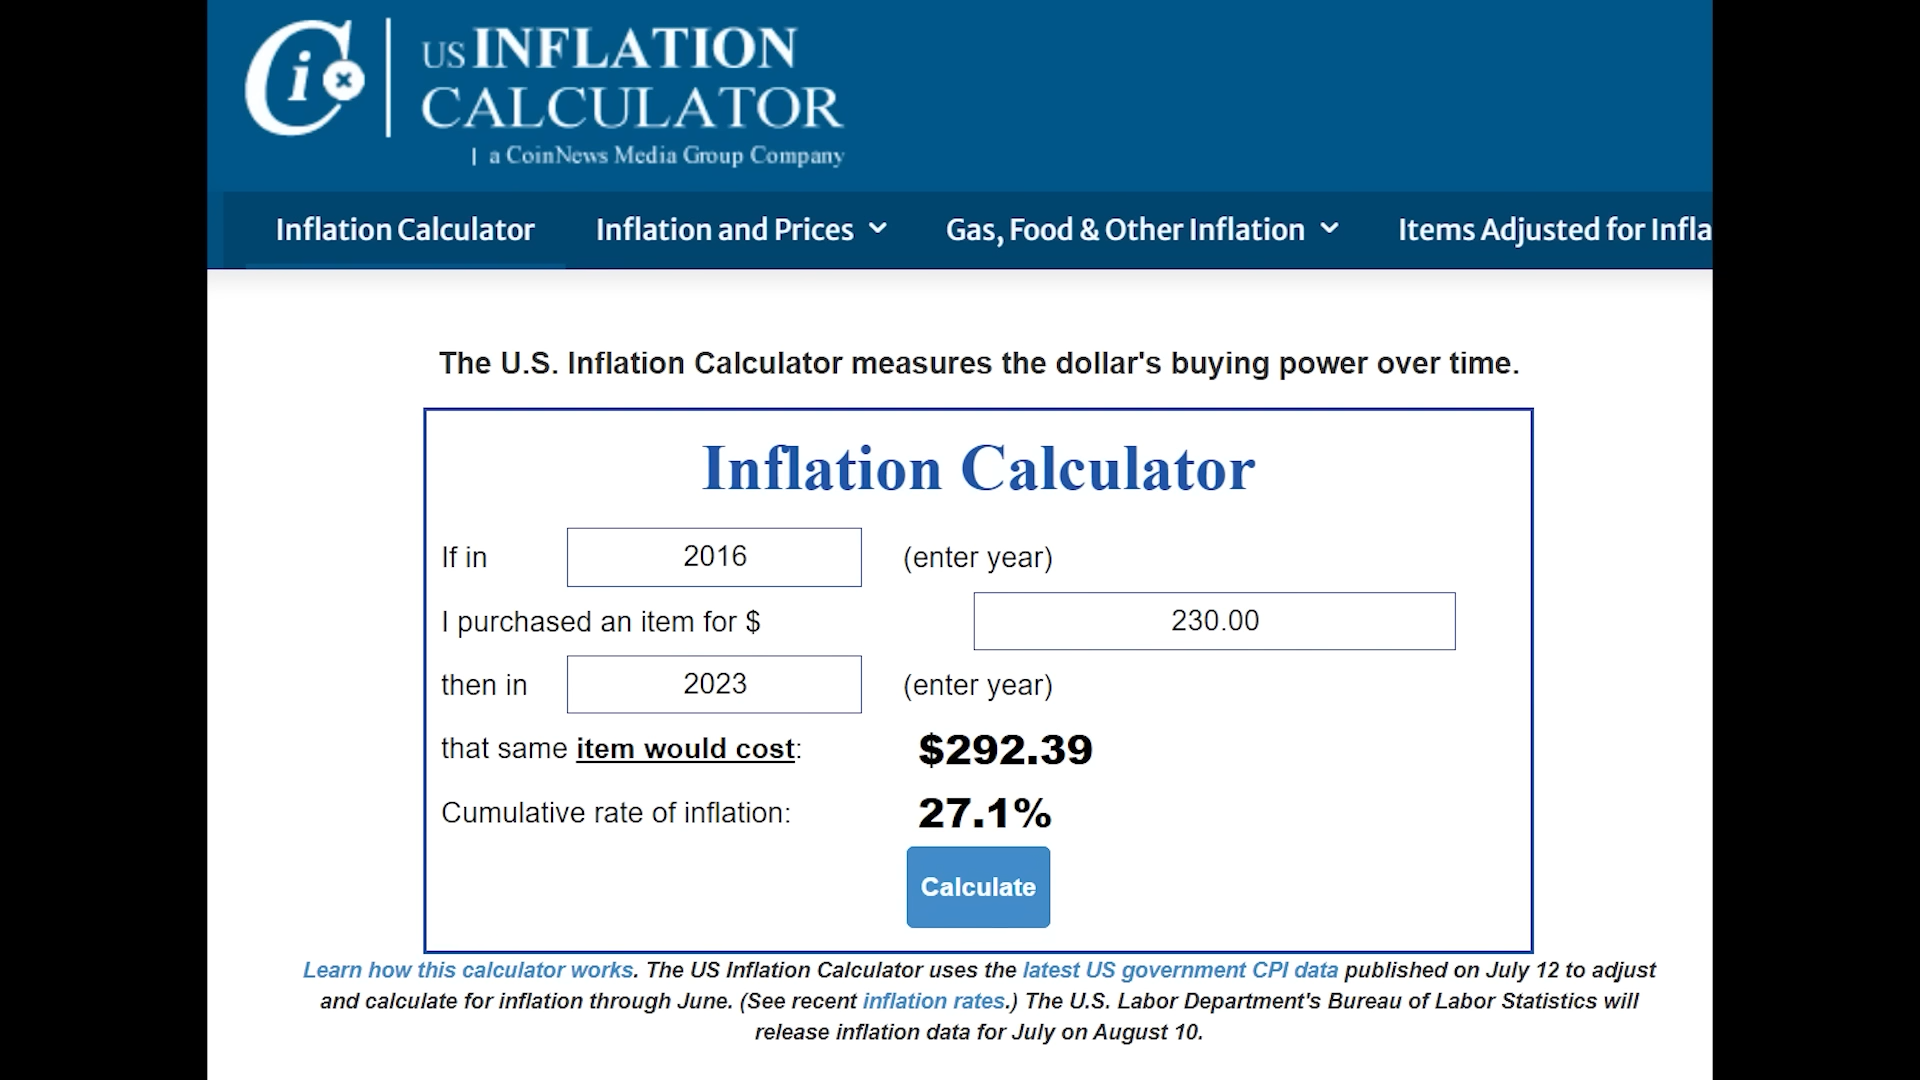 Ci×
US INFLATION
CALCULATOR
| a CoinNews Media Group Company
Inflation Calculator Inflation and Prices Gas, Food & Other Inflation Items Adjusted for Infla
The U.S. Inflation Calculator measures the dollar's buying power over time.
Inflation Calculator
If in 2016 (enter year)
I purchased an item for $ 230.00
then in 2023 (enter year)
that same item would cost: $292.39
Cumulative rate of inflation: 27.1%
Calculate
Learn how this calculator works. The US Inflation Calculator uses the latest US government CPI data published on July 12 to adjust
and calculate for inflation through June. (See recent inflation rates.) The U.S. Labor Department's Bureau of Labor Statistics will
release inflation data for July on August 10.